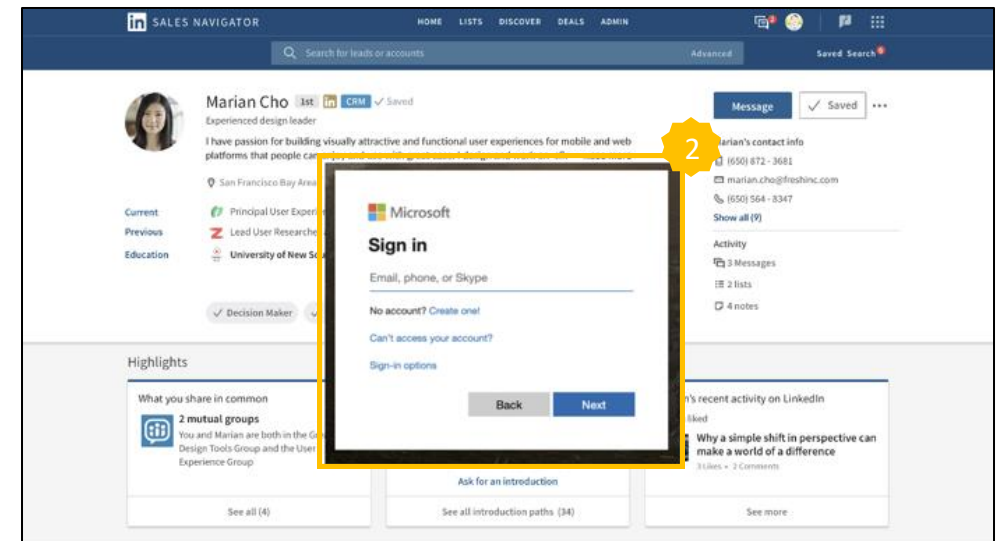 in SALES NAVIGATOR HOME LISTS DISCOVER DEALS ADMIN
Search for leads or accounts Advanced Saved Search
Marian Cho 1st in CRM Saved
Experienced design leader
I have passion for building visually attractive and functional user experiences for mobile and web
platforms that people can
San Francisco Bay Area
Current Principal User Experi
Previous Lead User Researche
Education University of New So
Decision Maker
Message Saved
2
arian's contact info
(650) 872 - 3681
marian.cho@freshinc.com
(650) 564 - 8347
Show all (9)
Activity
3 Messages
2 lists
4 notes
Microsoft
Sign in
Email, phone, or Skype
No account? Create one!
Can't access your account?
Sign-in options
Back Next
Highlights
What you share in common
2 mutual groups
You and Marian are both in the
Design Tools Group and the User
Experience Group
See all (4)
Ask for an introduction
See all introduction paths (34)
's recent activity on LinkedIn
liked
Why a simple shift in perspective can
make a world of a difference
3 Likes • 2 Comments
See more